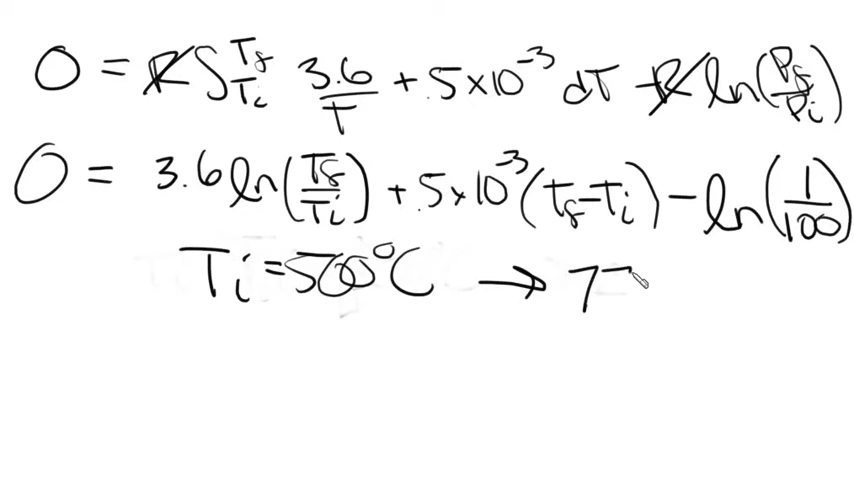 0 = R∫_{Ti}^{Tf} 3.6/T + .5×10^-3 dT - R ln(Pf/Pi)
0 = 3.6 ln(Tf/Ti) + .5×10^-3 (Tf-Ti) - ln(1/100)
Ti=500°C → 77